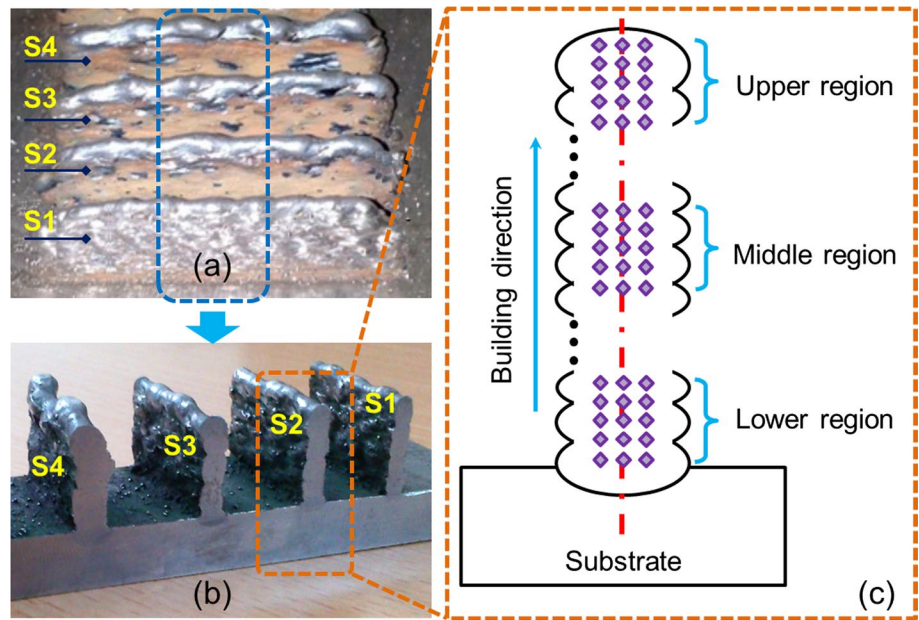 S4
S3
S2
S1
(a)
S4
S3
S2
S1
(b)
Building direction
Upper region
Middle region
Lower region
Substrate
(c)